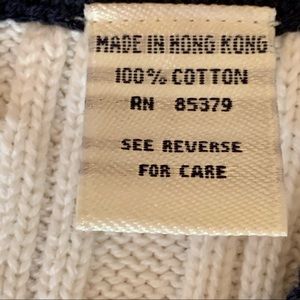 MADE IN HONG KONG
100% COTTON
RN 85379
SEE REVERSE
FOR CARE